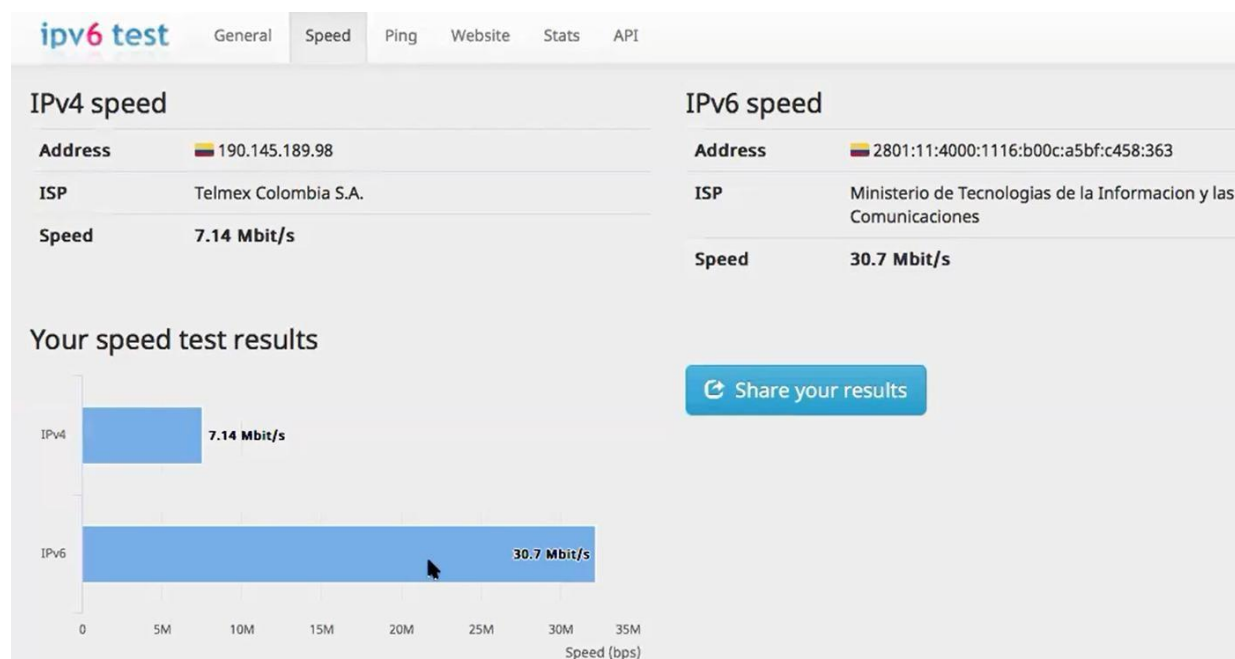 ipv6 test General Speed Ping Website Stats API
IPv4 speed
Address 190.145.189.98
ISP Telmex Colombia S.A.
Speed 7.14 Mbit/s
IPv6 speed
Address 2801:11:4000:1116:b00c:a5bf:c458:363
ISP Ministerio de Tecnologias de la Informacion y las
Comunicaciones
Speed 30.7 Mbit/s
Your speed test results
Share your results
IPv4 7.14 Mbit/s
IPv6 30.7 Mbit/s
0 5M 10M 15M 20M 25M 30M 35M
Speed (bps)